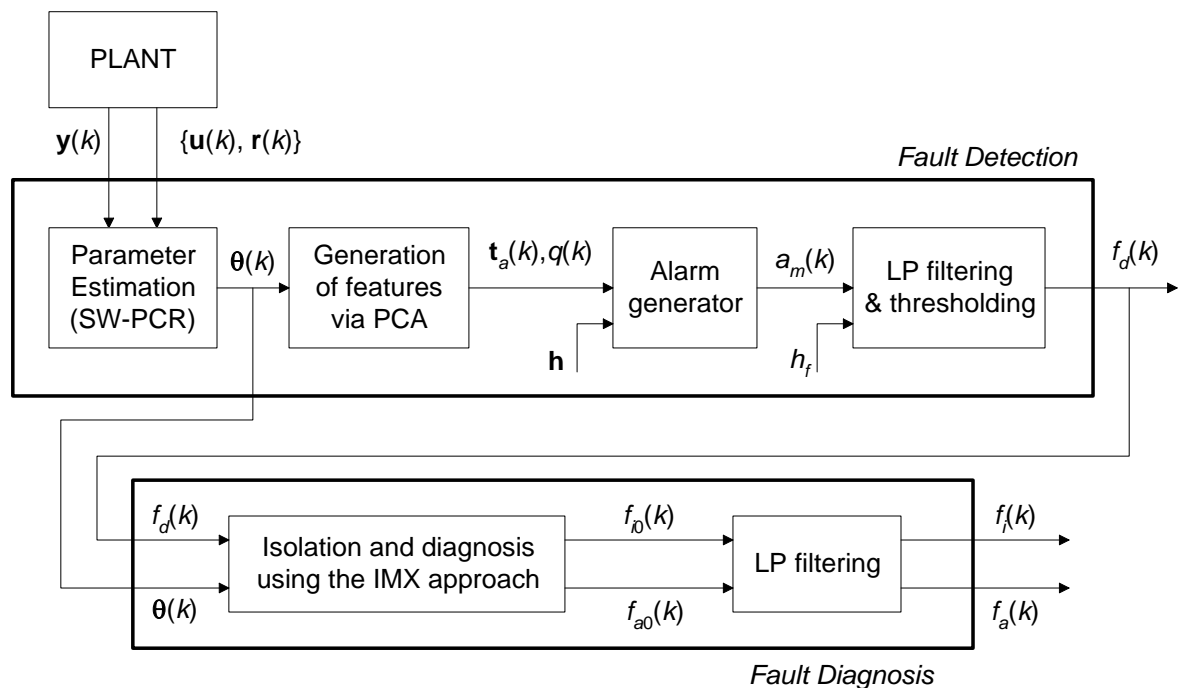 PLANT
y(k)
{u(k), r(k)}
Fault Detection
Parameter
Estimation
(SW-PCR)
θ(k)
Generation
of features
via PCA
t_a(k),q(k)
h
Alarm
generator
a_m(k)
h_f
LP filtering
& thresholding
f_d(k)
f_d(k)
θ(k)
Isolation and diagnosis
using the IMX approach
f_i0(k)
f_a0(k)
LP filtering
f_i(k)
f_a(k)
Fault Diagnosis